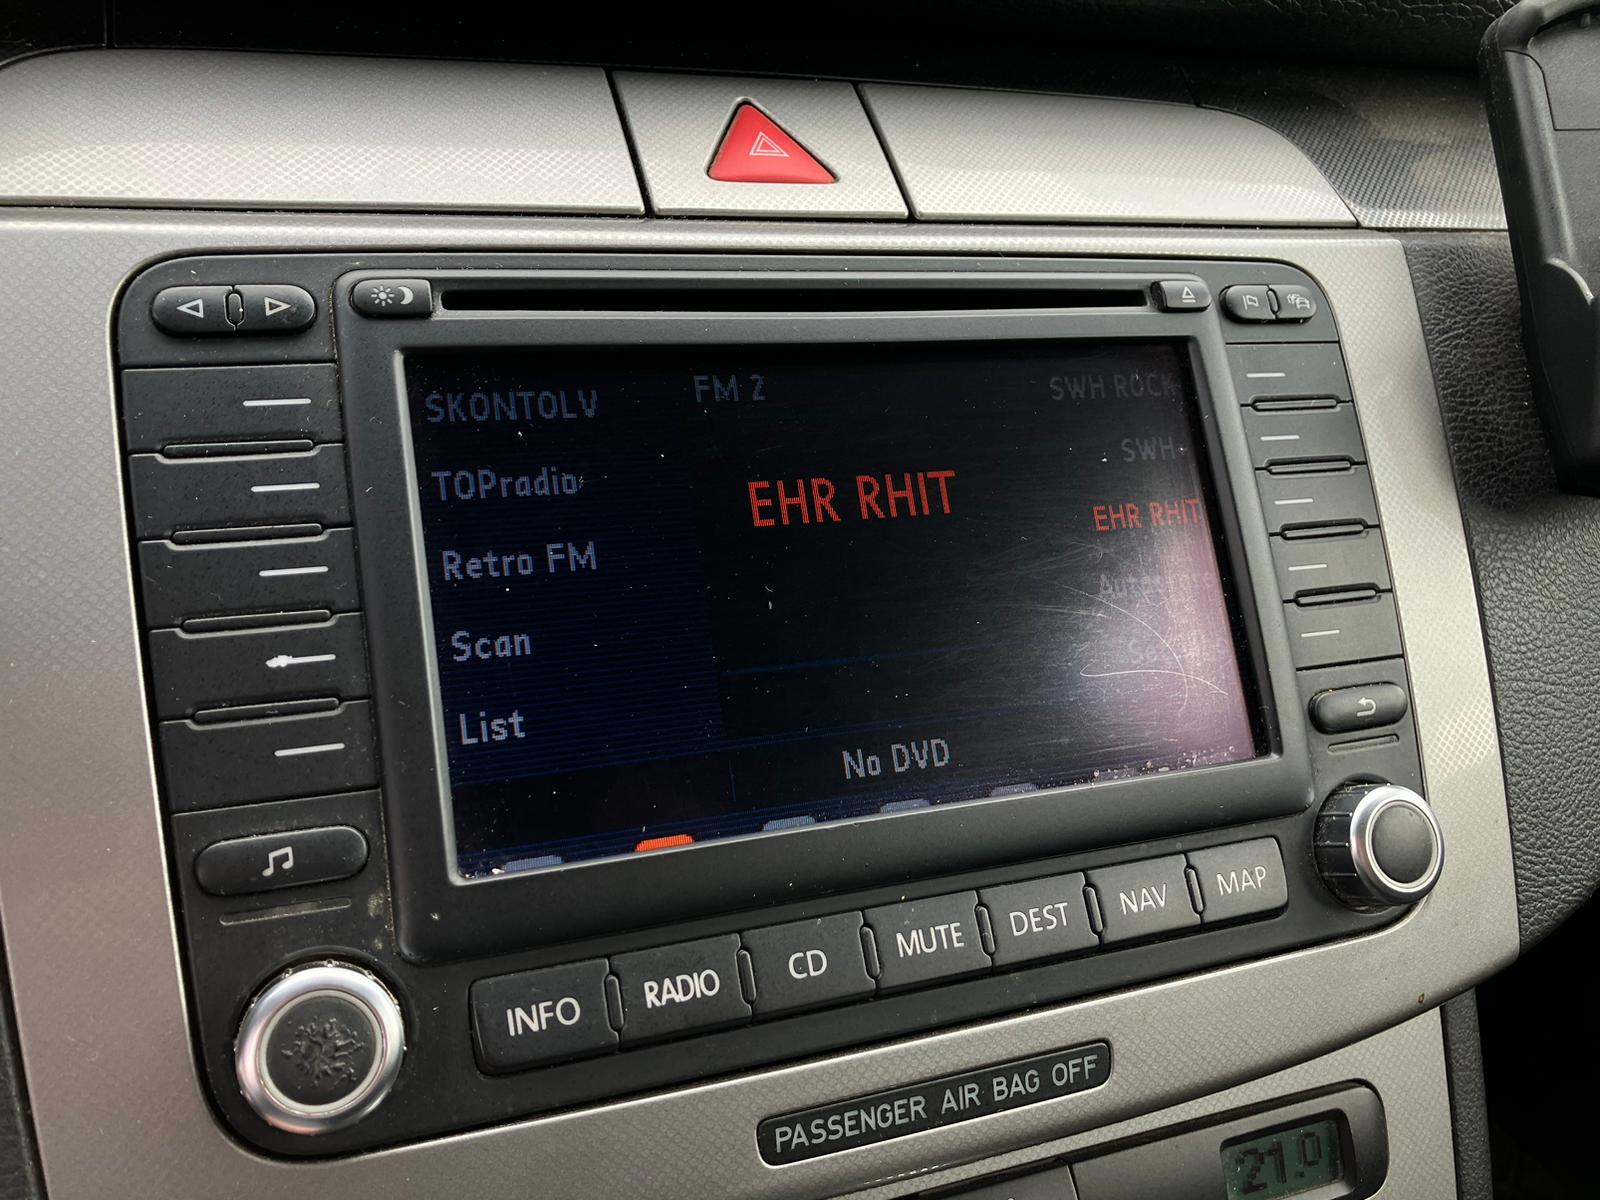 SKONTOLV
FM 2
SWH ROCK
TOPradio
SWH
EHR RHIT
EHR RHIT
Retro FM
Scan
List
No DVD
INFO
RADIO
CD
MUTE
DEST
NAV
MAP
PASSENGER AIR BAG OFF
21.0